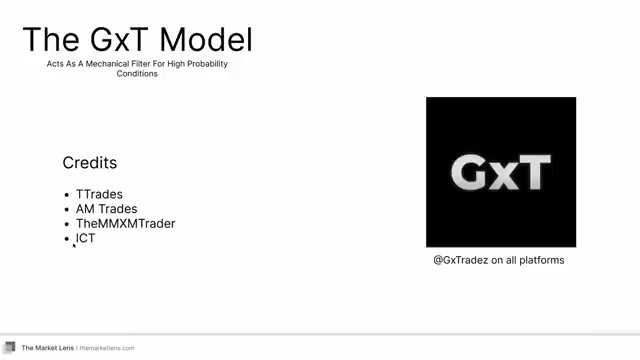 The GxT Model
Acts As A Mechanical Filter For High Probability
Conditions
Credits
• TTrades
• AM Trades
• TheMMXMTrader
• ICT
GxT
@GxTradez on all platforms
The Market Lens / themarketlens.com